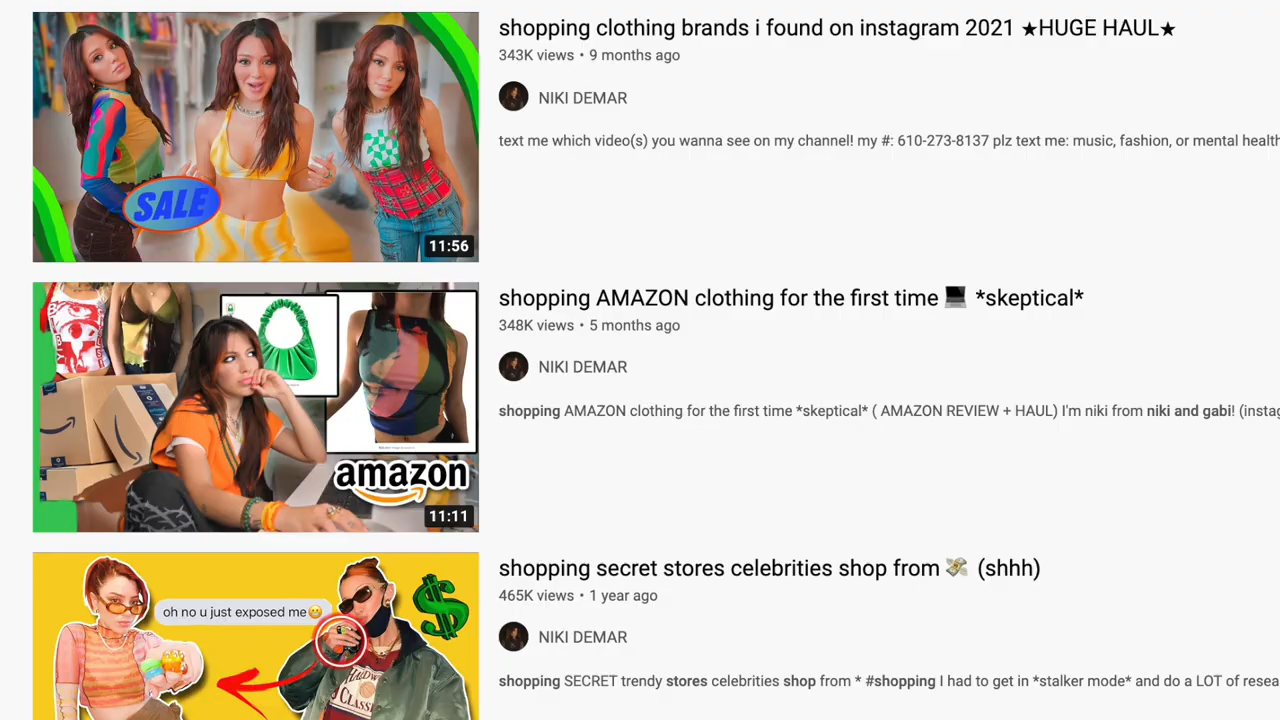 shopping clothing brands i found on instagram 2021 ★HUGE HAUL★
343K views • 9 months ago
NIKI DEMAR
text me which video(s) you wanna see on my channel! my #: 610-273-8137 plz text me: music, fashion, or mental health
SALE
11:56
shopping AMAZON clothing for the first time 💻 *skeptical*
348K views • 5 months ago
NIKI DEMAR
shopping AMAZON clothing for the first time *skeptical* ( AMAZON REVIEW + HAUL) I'm niki from niki and gabi! (instag
amazon
11:11
shopping secret stores celebrities shop from 💸 (shhh)
465K views • 1 year ago
oh no u just exposed me😬
$
NIKI DEMAR
shopping SECRET trendy stores celebrities shop from * #shopping I had to get in *stalker mode* and do a LOT of resea